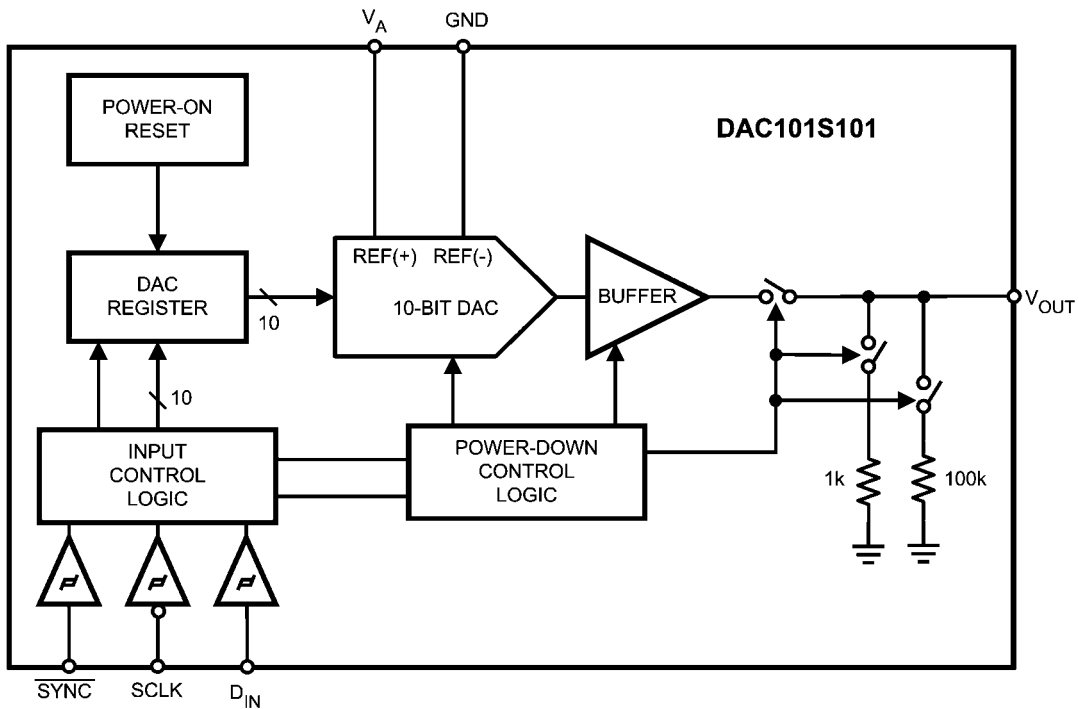 V_A GND
POWER-ON
RESET
DAC101S101
REF(+) REF(-)
DAC
REGISTER
10
10-BIT DAC
BUFFER
V_OUT
10
INPUT
CONTROL
LOGIC
POWER-DOWN
CONTROL
LOGIC
1k
100k
SYNC SCLK D_IN